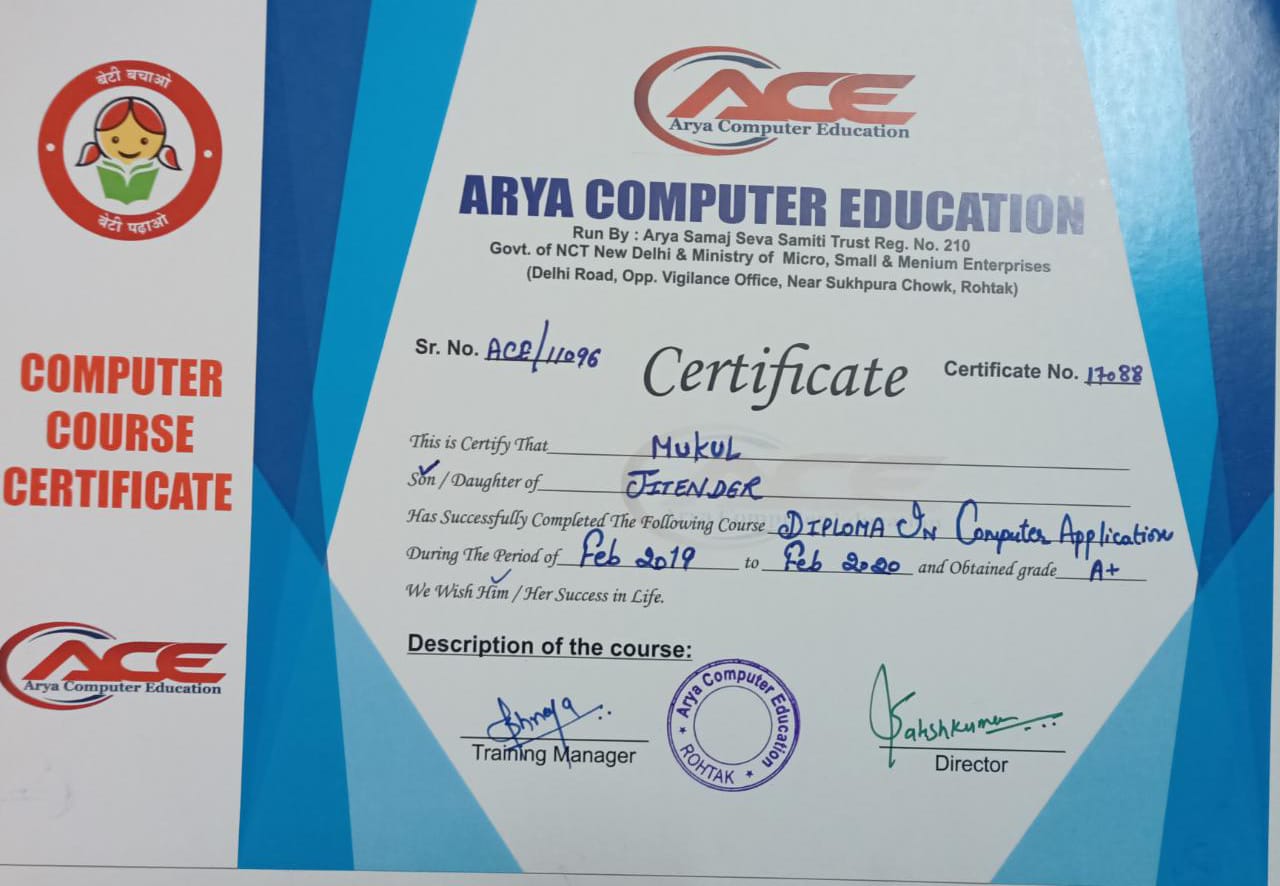 बेटी बचाओ
बेटी पढ़ाओ
COMPUTER
COURSE
CERTIFICATE
ACE
Arya Computer Education
ACE
Arya Computer Education
ARYA COMPUTER EDUCATION
Run By : Arya Samaj Seva Samiti Trust Reg. No. 210
Govt. of NCT New Delhi & Ministry of Micro, Small & Menium Enterprises
(Delhi Road, Opp. Vigilance Office, Near Sukhpura Chowk, Rohtak)
Sr. No. ACE/11096 Certificate Certificate No. 17088
This is Certify That MUKUL
Son / Daughter of JITENDER
Has Successfully Completed The Following Course DIPLOMA IN Computer Application
During The Period of Feb 2019 to Feb 2020 and Obtained grade A+
We Wish Him / Her Success in Life.
Description of the course:
Arya Computer Education
ROHTAK
Training Manager
Director